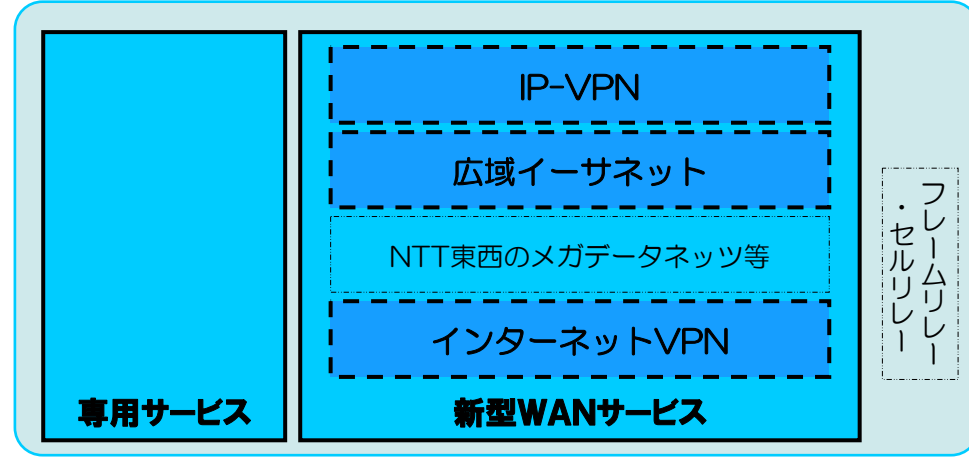 IP-VPN
広域イーサネット
NTT東西のメガデータネッツ等
インターネットVPN
専用サービス
新型WANサービス
フレームリレー
・セルリレー